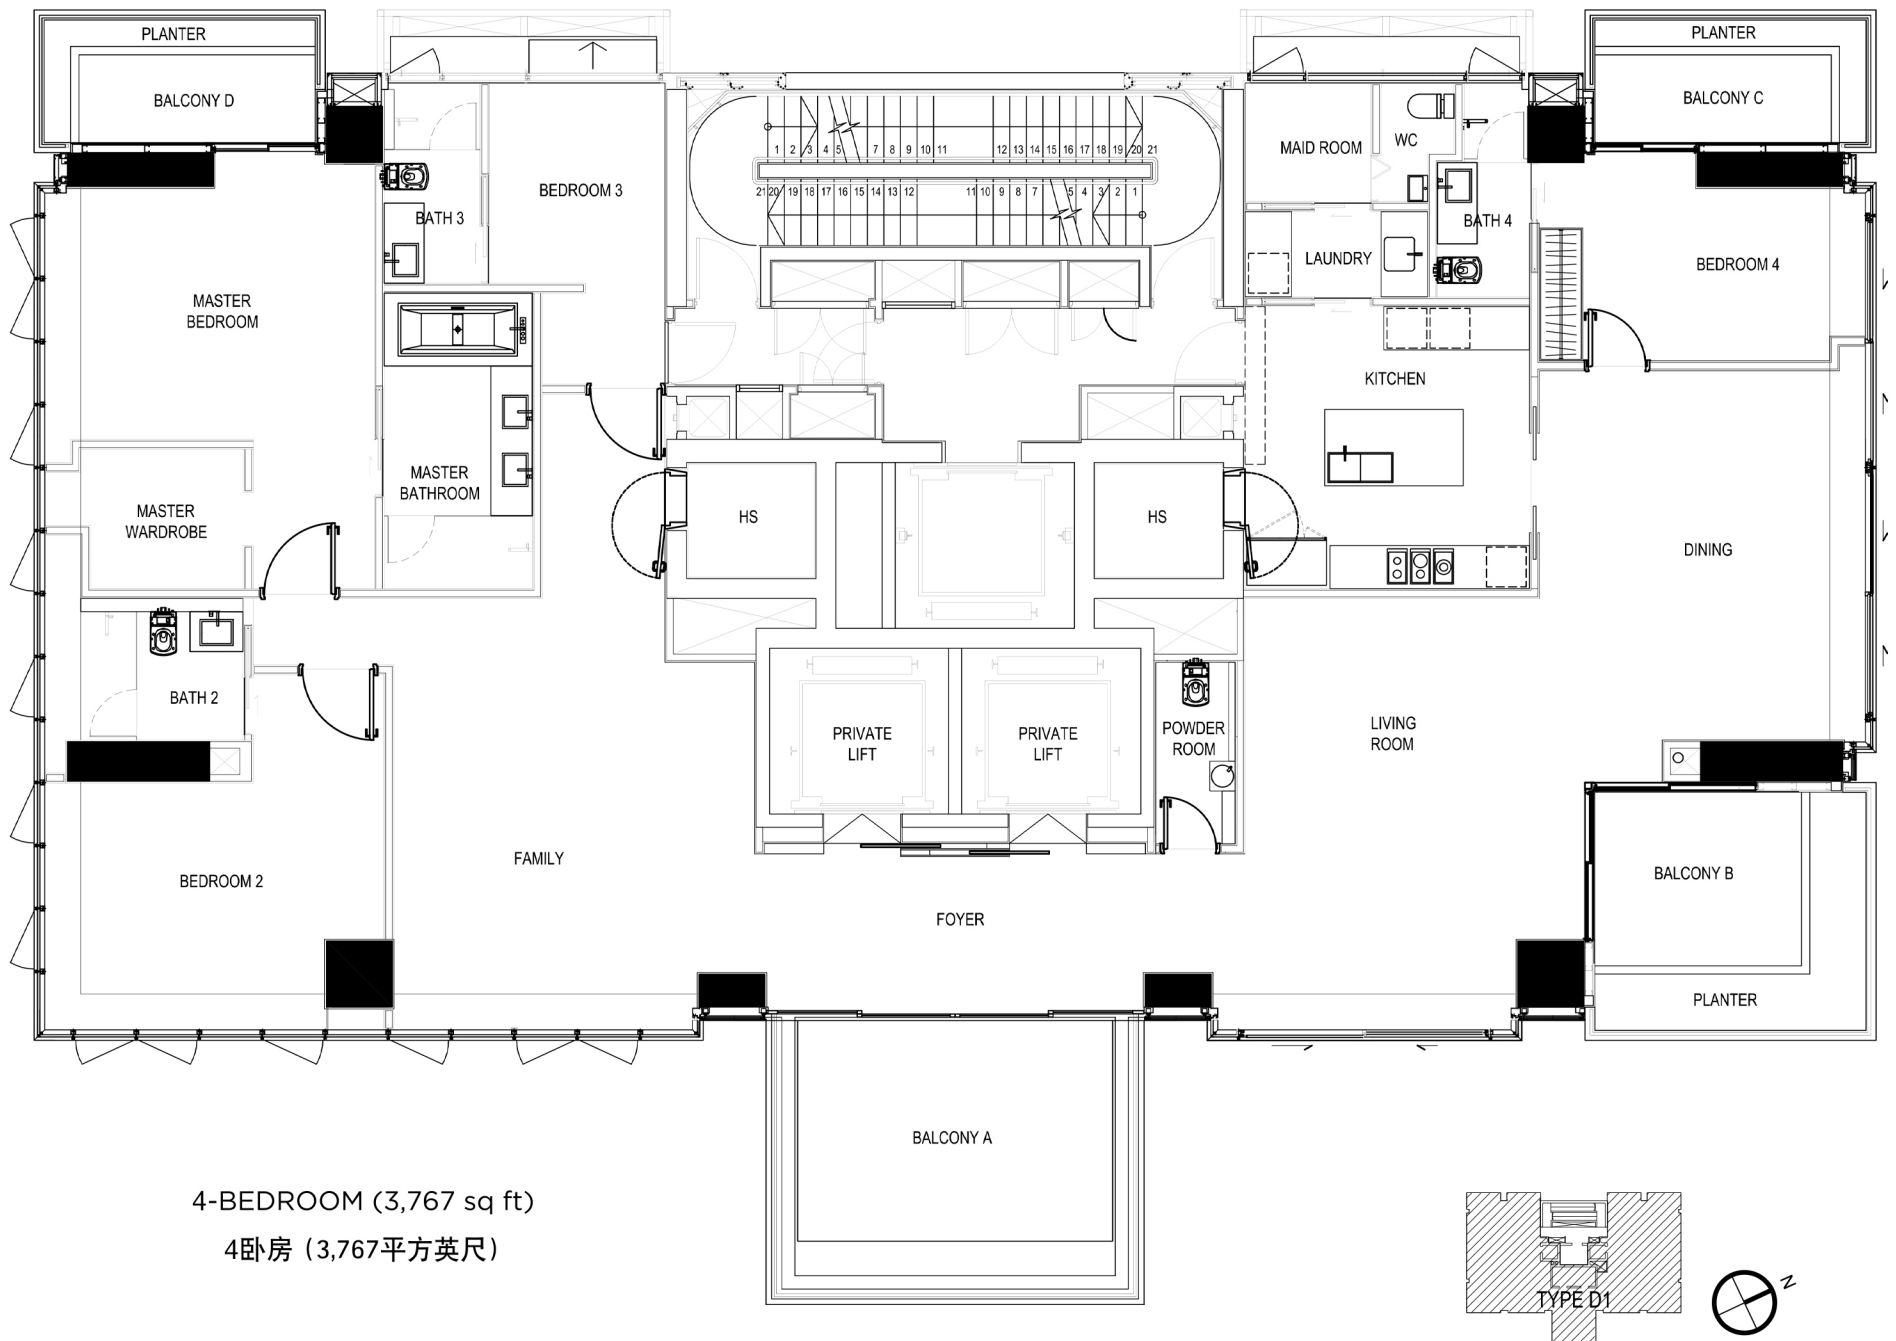 PLANTER
PLANTER
BALCONY D
BALCONY C
1 2 3 4 5 7 8 9 10 11 12 13 14 15 16 17 18 19 20 21
MAID ROOM
WC
BEDROOM 3
21 20 19 18 17 16 15 14 13 12 11 10 9 8 7 5 4 3 2 1
BATH 3
BATH 4
LAUNDRY
BEDROOM 4
MASTER
BEDROOM
KITCHEN
MASTER
BATHROOM
MASTER
WARDROBE
HS
HS
DINING
BATH 2
PRIVATE
LIFT
PRIVATE
LIFT
POWDER
ROOM
LIVING
ROOM
FAMILY
BEDROOM 2
BALCONY B
FOYER
PLANTER
BALCONY A
4-BEDROOM (3,767 sq ft)
4卧房（3,767平方英尺）
TYPE D1
N